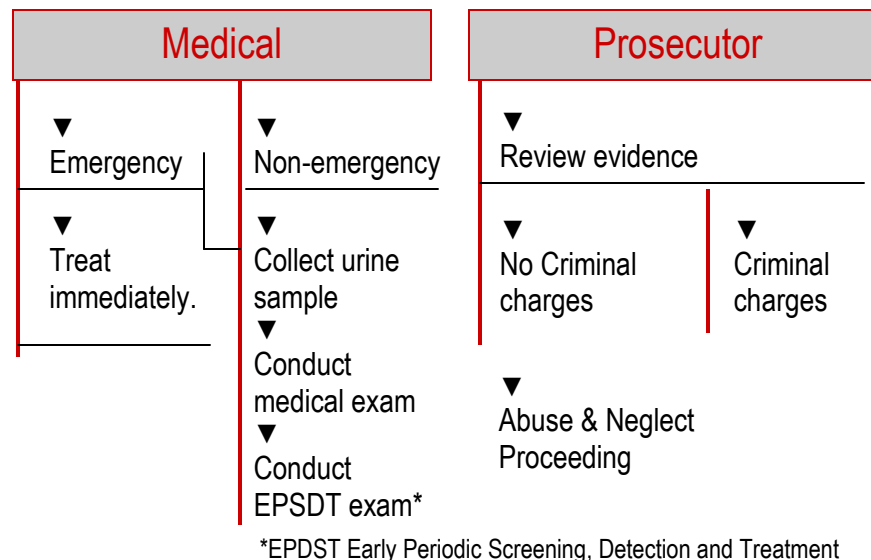 Medical
▼
Emergency
▼
Treat
immediately.
▼
Non-emergency
▼
Collect urine
sample
▼
Conduct
medical exam
▼
Conduct
EPSDT exam*
Prosecutor
▼
Review evidence
▼
No Criminal
charges
▼
Criminal
charges
▼
Abuse & Neglect
Proceeding
*EPDST Early Periodic Screening, Detection and Treatment